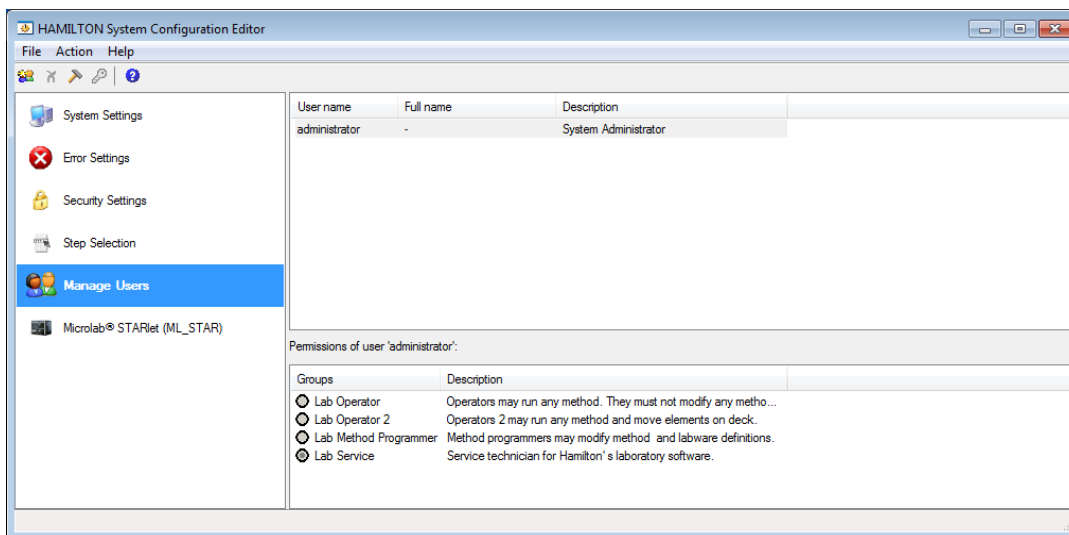 HAMILTON System Configuration Editor
File Action Help
System Settings
Error Settings
Security Settings
Step Selection
Manage Users
Microlab® STARlet (ML_STAR)
User name Full name Description
administrator - System Administrator
Permissions of user 'administrator':
Groups Description
Lab Operator Operators may run any method. They must not modify any metho...
Lab Operator 2 Operators 2 may run any method and move elements on deck.
Lab Method Programmer Method programmers may modify method and labware definitions.
Lab Service Service technician for Hamilton's laboratory software.